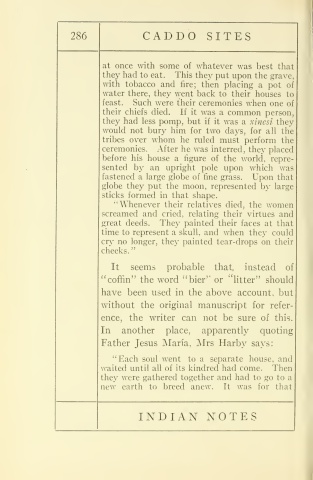 286
CADDO SITES
at once with some of whatever was best that
they had to eat. This they put upon the grave,
with tobacco and fire; then placing a pot of
water there, they went back to their houses to
feast. Such were their ceremonies when one of
their chiefs died. If it was a common person,
they had less pomp, but if it was a xinesi they
would not bury him for two days, for all the
tribes over whom he ruled must perform the
ceremonies. After he was interred, they placed
before his house a figure of the world, repre-
sented by an upright pole upon which was
fastened a large globe of fine grass. Upon that
globe they put the moon, represented by large
sticks formed in that shape.
"Whenever their relatives died, the women
screamed and cried, relating their virtues and
great deeds. They painted their faces at that
time to represent a skull, and when they could
cry no longer, they painted tear-drops on their
cheeks."
It seems probable that, instead of
"coffin" the word "bier" or "litter" should
have been used in the above account, but
without the original manuscript for refer-
ence, the writer can not be sure of this.
In another place, apparently quoting
Father Jesus María, Mrs Harby says:
"Each soul went to a separate house, and
waited until all of its kindred had come. Then
they were gathered together and had to go to a
new earth to breed anew. It was for that
INDIAN NOTES